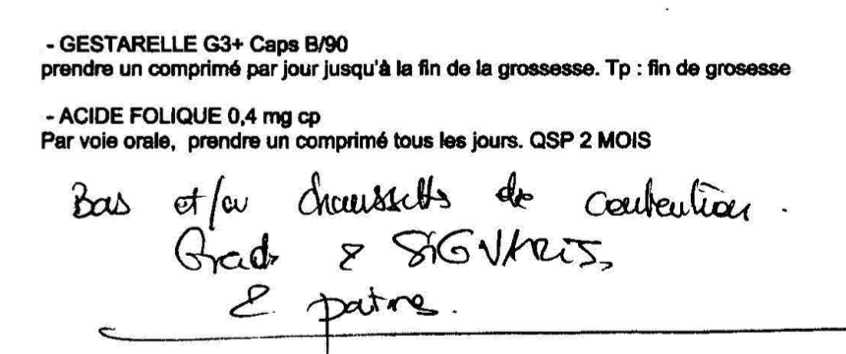 - GESTARELLE G3+ Caps B/90
prendre un comprimé par jour jusqu'à la fin de la grossesse. Tp : fin de grosesse
- ACIDE FOLIQUE 0,4 mg cp
Par voie orale, prendre un comprimé tous les jours. QSP 2 MOIS
Bas et/ou chaussettes de contention.
Grade 2 SIGVARIS,
2 paires.